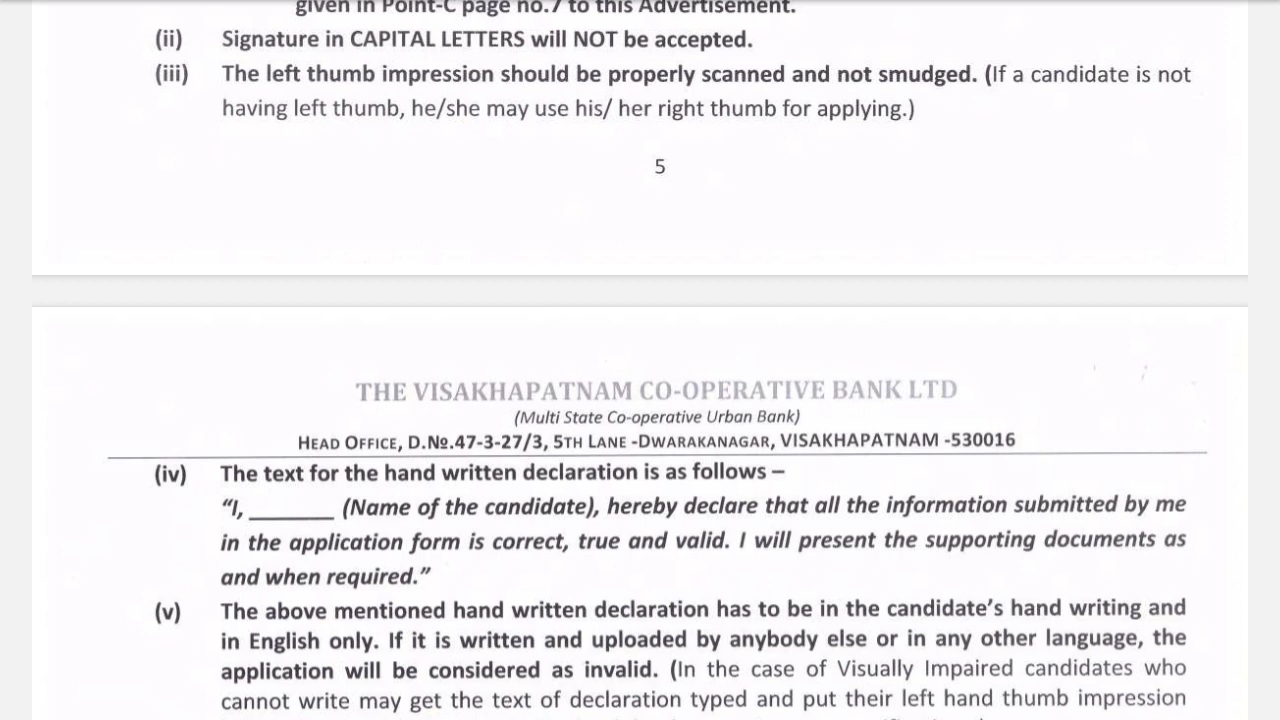 given in Point-C page no.7 to this Advertisement.
(ii) Signature in CAPITAL LETTERS will NOT be accepted.
(iii) The left thumb impression should be properly scanned and not smudged. (If a candidate is not
having left thumb, he/she may use his/ her right thumb for applying.)
5
THE VISAKHAPATNAM CO-OPERATIVE BANK LTD
(Multi State Co-operative Urban Bank)
HEAD OFFICE, D.№.47-3-27/3, 5TH LANE -DWARAKANAGAR, VISAKHAPATNAM -530016
(iv) The text for the hand written declaration is as follows –
“I, _______ (Name of the candidate), hereby declare that all the information submitted by me
in the application form is correct, true and valid. I will present the supporting documents as
and when required.”
(v) The above mentioned hand written declaration has to be in the candidate’s hand writing and
in English only. If it is written and uploaded by anybody else or in any other language, the
application will be considered as invalid. (In the case of Visually Impaired candidates who
cannot write may get the text of declaration typed and put their left hand thumb impression